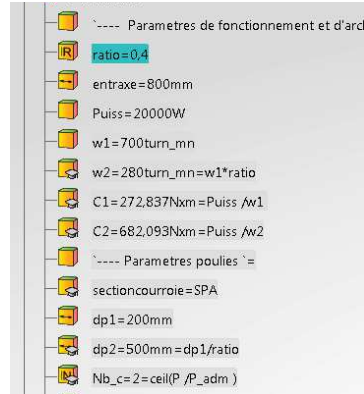 `---- Parametres de fonctionnement et d'arch
ratio=0,4
entraxe=800mm
Puiss=20000W
w1=700turn_mn
w2=280turn_mn=w1*ratio
C1=272,837Nxm=Puiss /w1
C2=682,093Nxm=Puiss /w2
`---- Parametres poulies `=
sectioncourroie=SPA
dp1=200mm
dp2=500mm=dp1/ratio
Nb_c=2=ceil(P /P_adm )